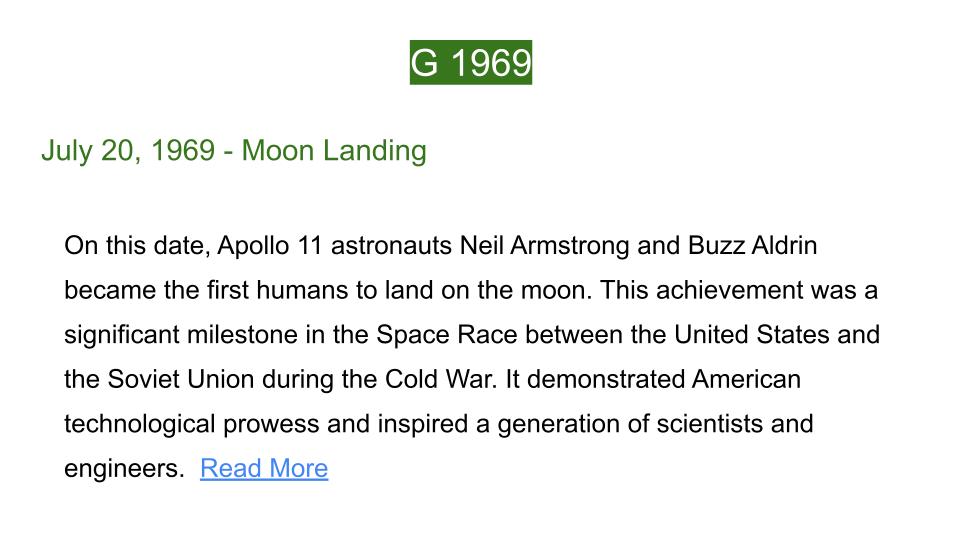 G 1969
July 20, 1969 - Moon Landing
On this date, Apollo 11 astronauts Neil Armstrong and Buzz Aldrin
became the first humans to land on the moon. This achievement was a
significant milestone in the Space Race between the United States and
the Soviet Union during the Cold War. It demonstrated American
technological prowess and inspired a generation of scientists and
engineers.  Read More